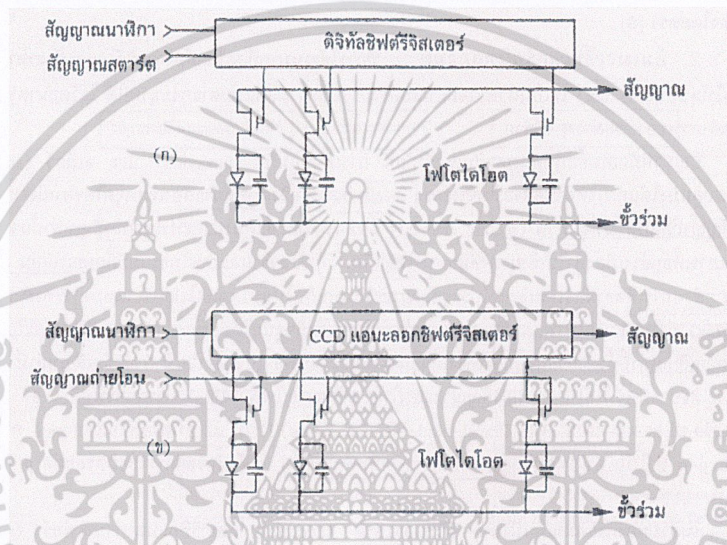 สัญญาณนาฬิกา
ดิจิทัลชิฟตรีจิสเตอร์
สัญญาณสตาร์ต
สัญญาณ
(ก)
โฟโตไดโอด
ขั้วร่วม
สัญญาณนาฬิกา
CCD แอนะลอกชิฟตรีจิสเตอร์
สัญญาณ
สัญญาณถ่ายโอน
(ข)
โฟโตไดโอด
ขั้วร่วม